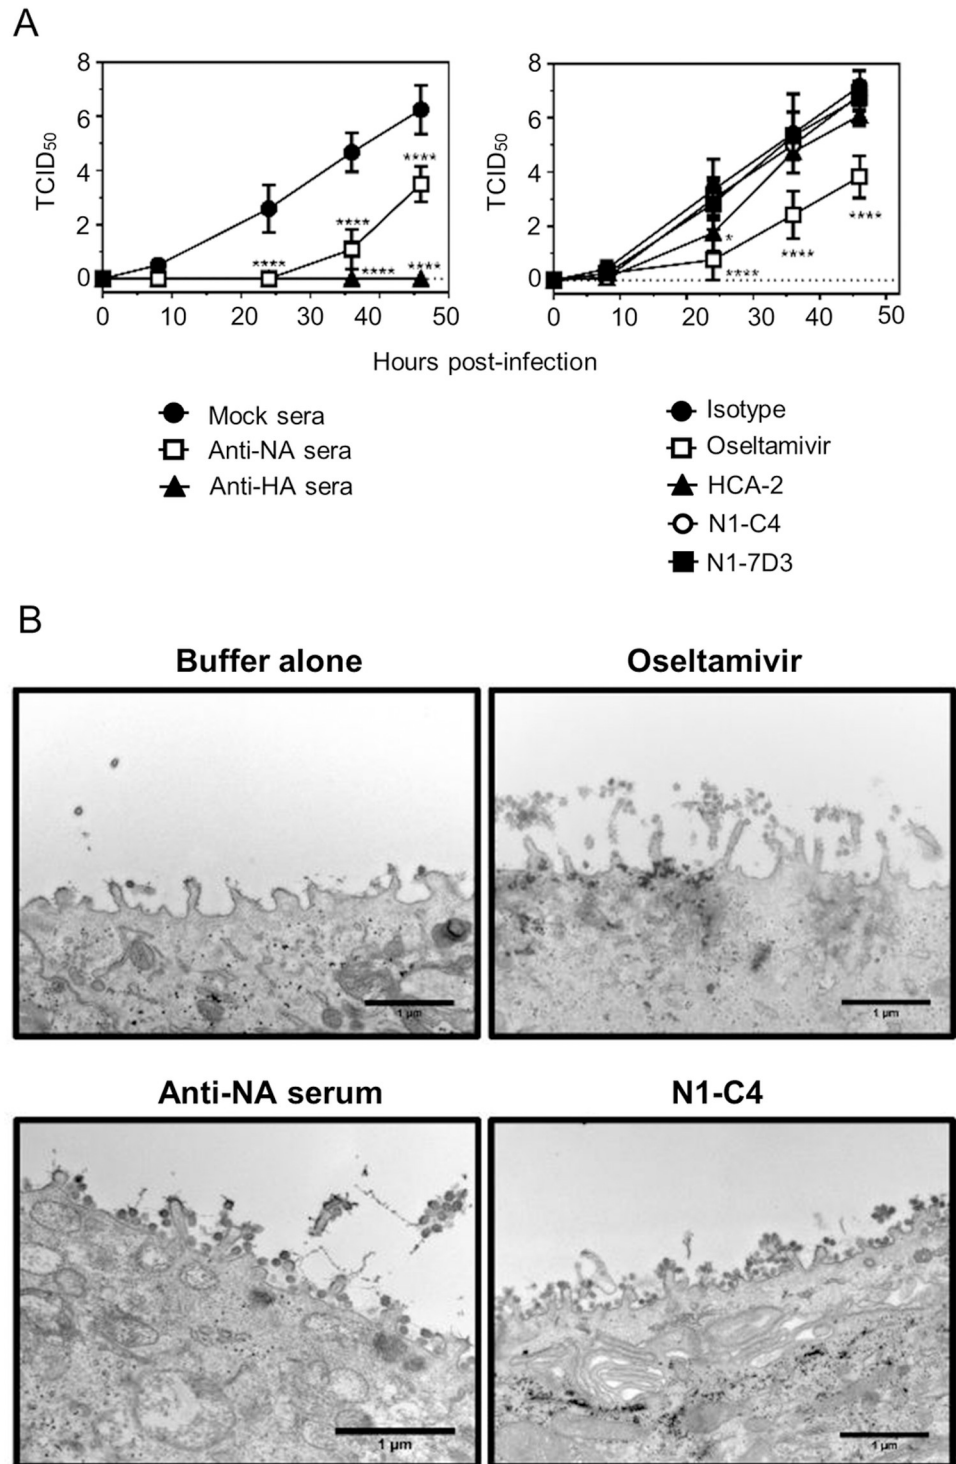 A
8
6
4
2
0
TCID50
****
****
****
****
****
0
10
20
30
40
50
8
6
4
2
0
TCID50
*
****
****
****
0
10
20
30
40
50
Hours post-infection
Mock sera
Anti-NA sera
Anti-HA sera
Isotype
Oseltamivir
HCA-2
N1-C4
N1-7D3
B
Buffer alone
Oseltamivir
1 µm
1 µm
Anti-NA serum
N1-C4
1 µm
1 µm